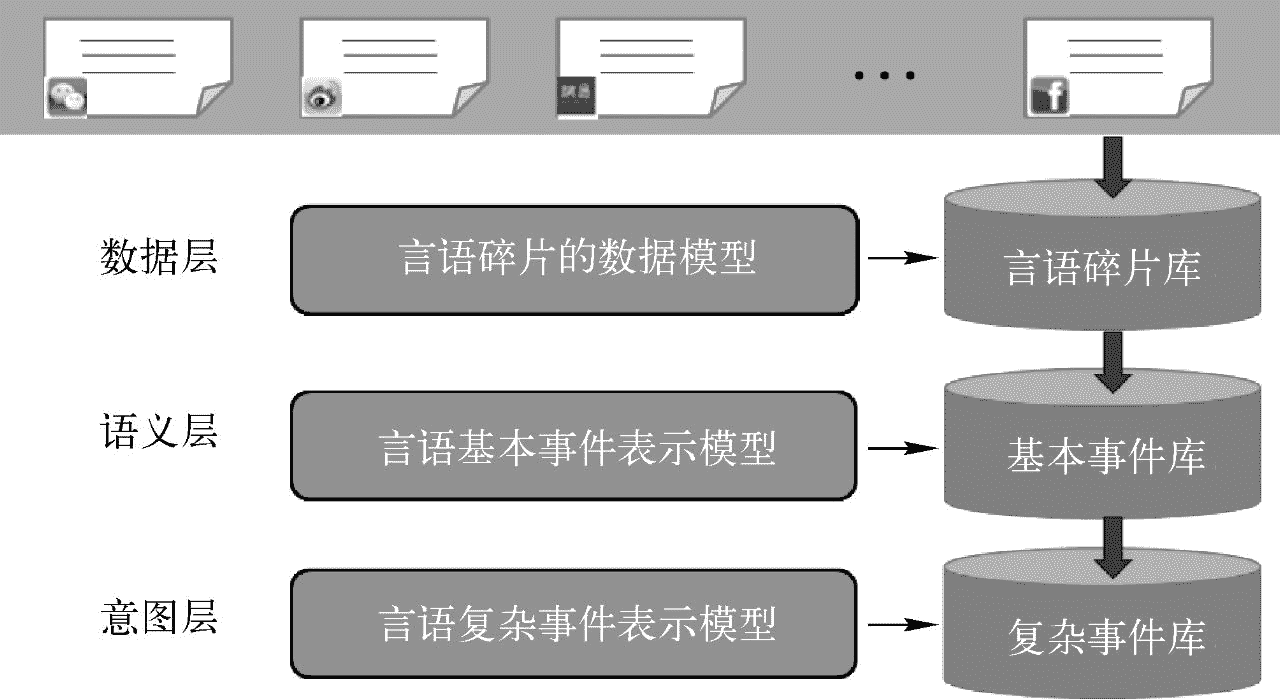 数据层
言语碎片的数据模型
言语碎片库
语义层
言语基本事件表示模型
基本事件库
意图层
言语复杂事件表示模型
复杂事件库